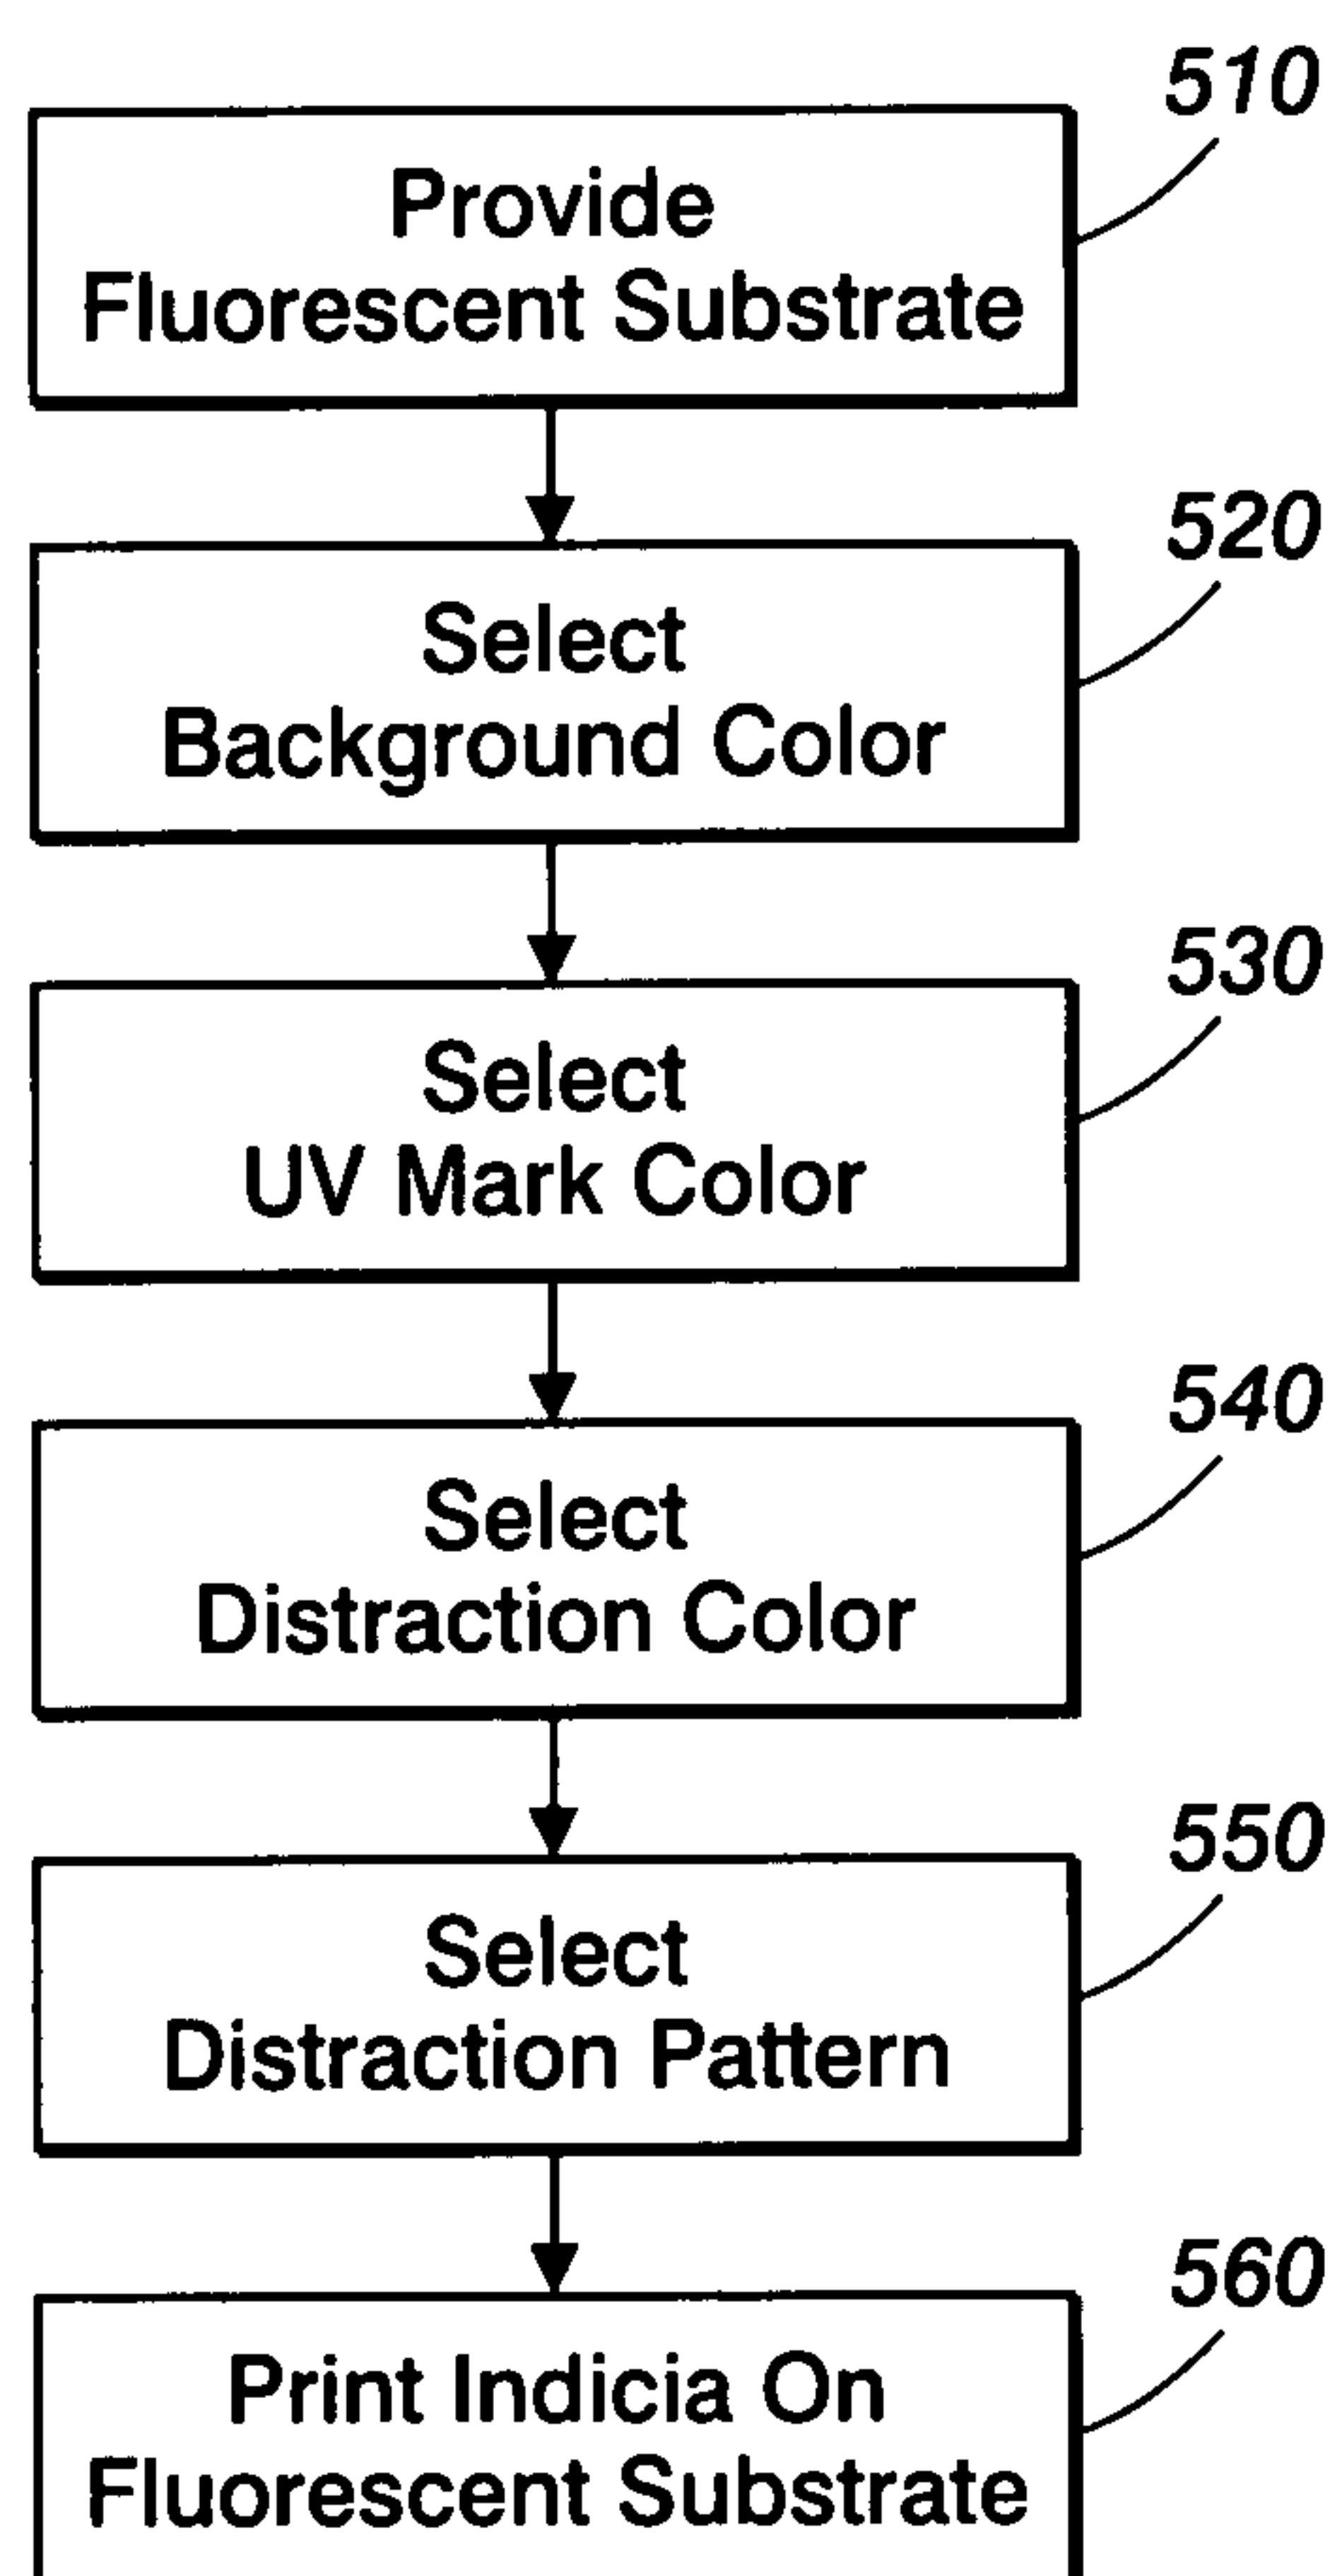 510
Provide
Fluorescent Substrate
520
Select
Background Color
530
Select
UV Mark Color
540
Select
Distraction Color
550
Select
Distraction Pattern
560
Print Indicia On
Fluorescent Substrate